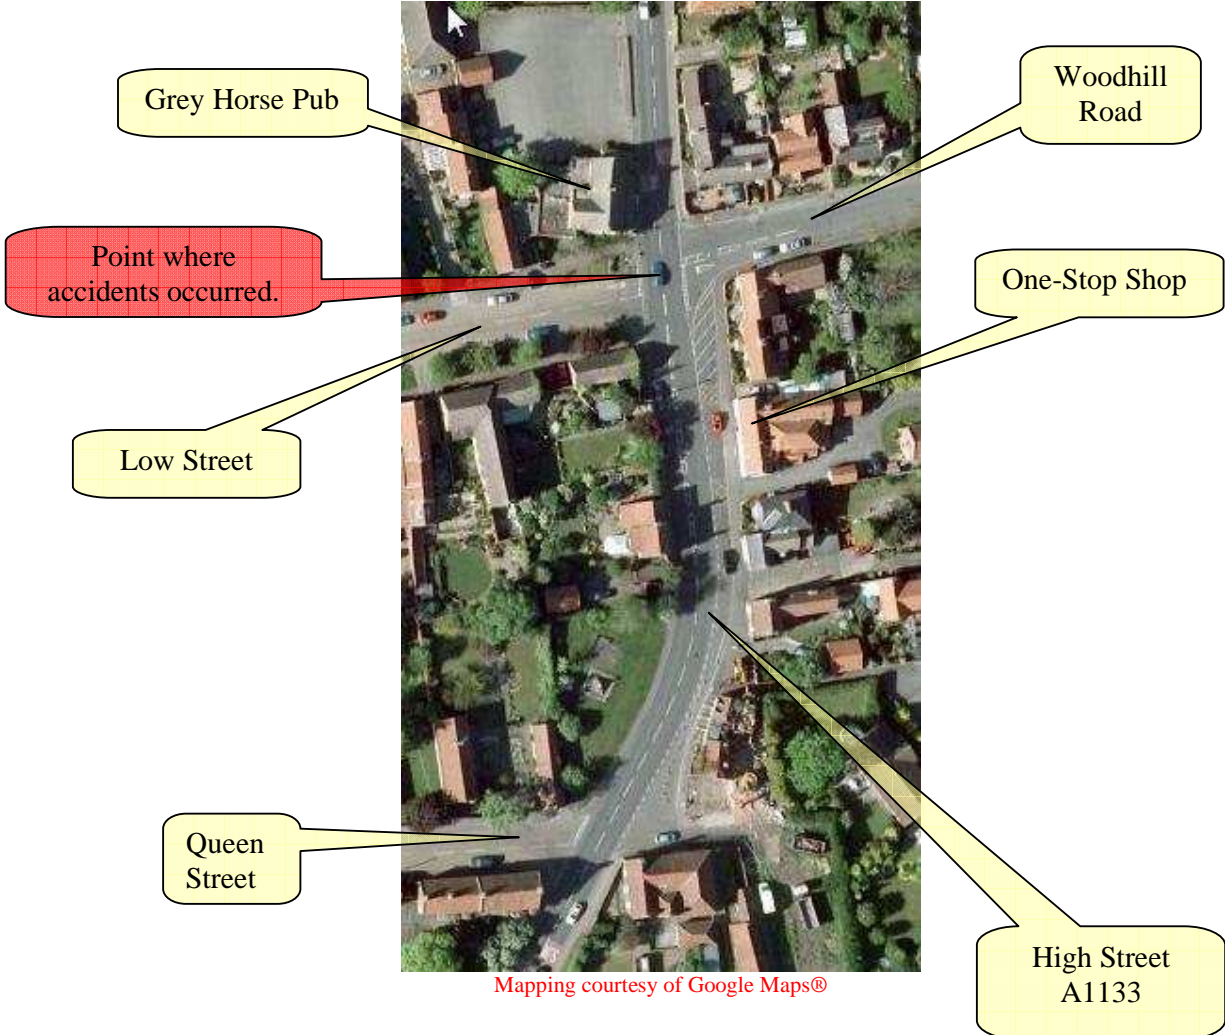 Grey Horse Pub
Woodhill
Road
Point where
accidents occurred.
One-Stop Shop
Low Street
Queen
Street
High Street
A1133
Mapping courtesy of Google Maps®